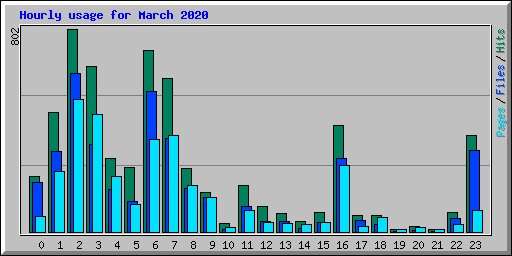 Hourly usage for March 2020
802
Pages / Files / Hits
0 1 2 3 4 5 6 7 8 9 10 11 12 13 14 15 16 17 18 19 20 21 22 23